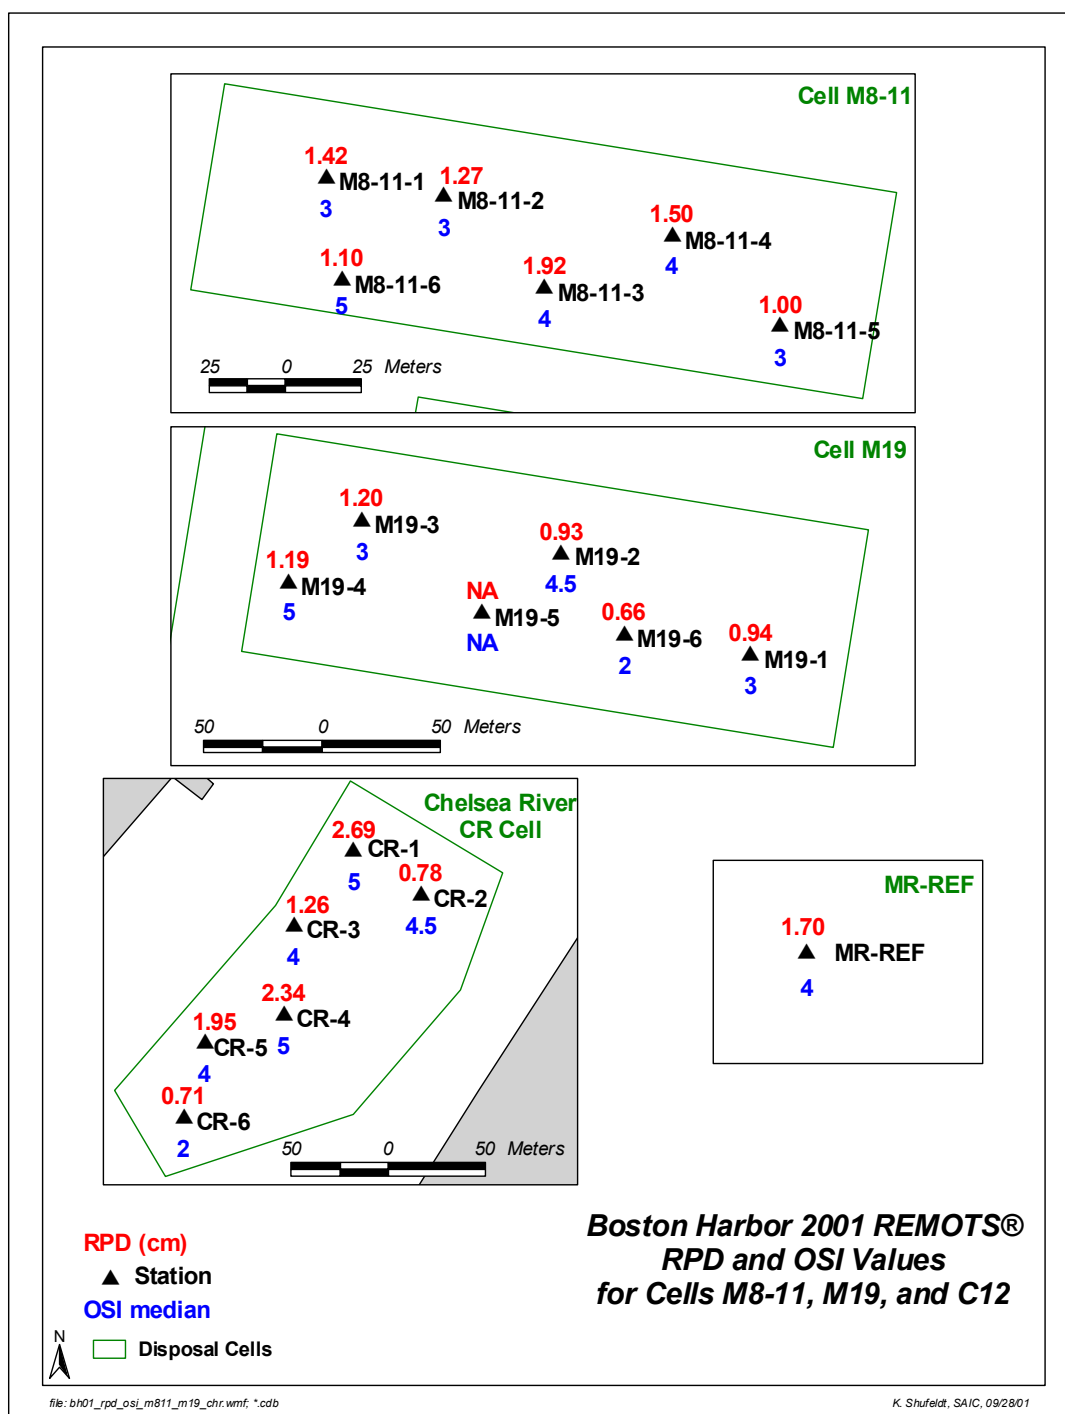 Cell M8-11
1.42
M8-11-1
3
1.27
M8-11-2
3
1.50
M8-11-4
4
1.10
M8-11-6
5
1.92
M8-11-3
4
1.00
M8-11-5
3
25 0 25 Meters
Cell M19
1.20
M19-3
3
0.93
M19-2
4.5
1.19
M19-4
5
NA
M19-5
NA
0.66
M19-6
2
0.94
M19-1
3
50 0 50 Meters
Chelsea River
CR Cell
2.69
CR-1
5
0.78
CR-2
4.5
1.26
CR-3
4
2.34
CR-4
5
1.95
CR-5
4
0.71
CR-6
2
50 0 50 Meters
MR-REF
1.70
MR-REF
4
RPD (cm)
Station
OSI median
Disposal Cells
N
Boston Harbor 2001 REMOTS®
RPD and OSI Values
for Cells M8-11, M19, and C12
file: bh01_rpd_osi_m811_m19_chr.wmf; *.cdb
K. Shufeldt, SAIC, 09/28/01